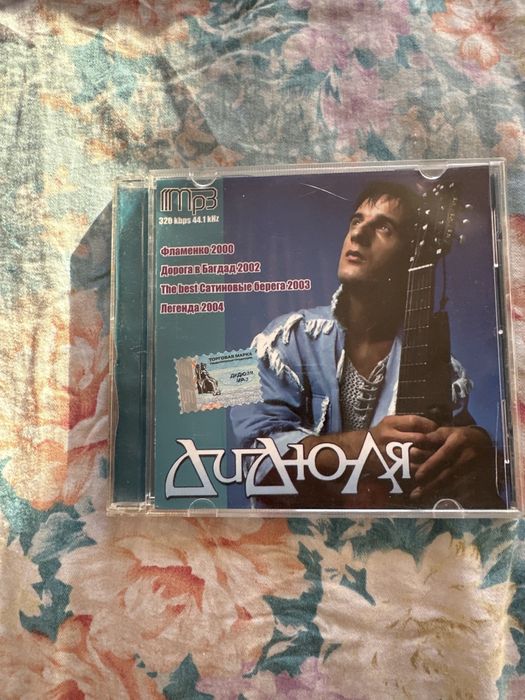 MP3
320 kbps 44.1 kHz
Фламенко 2000
Дорога в Багдад 2002
The best Сатиновые берега 2003
Легенда 2004
ТОРГОВАЯ МАРКА
ДИДЮЛЯ
ДиДЮЛЯ